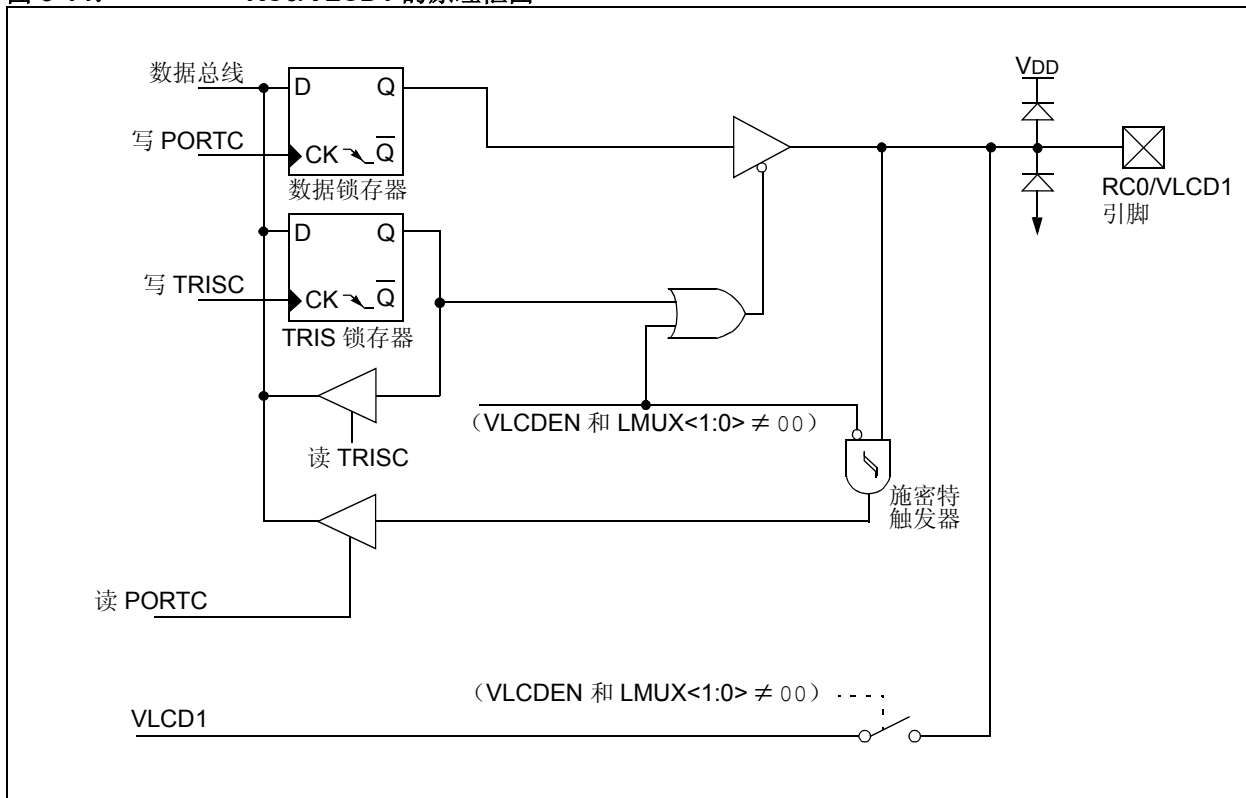 RC0/VLCD1
数据总线
D Q
VDD
写 PORTC
CK Q
数据锁存器
RC0/VLCD1
引脚
D Q
写 TRISC
CK Q
TRIS 锁存器
（VLCDEN 和 LMUX<1:0> ≠ 00）
读 TRISC
施密特
触发器
读 PORTC
（VLCDEN 和 LMUX<1:0> ≠ 00）
VLCD1